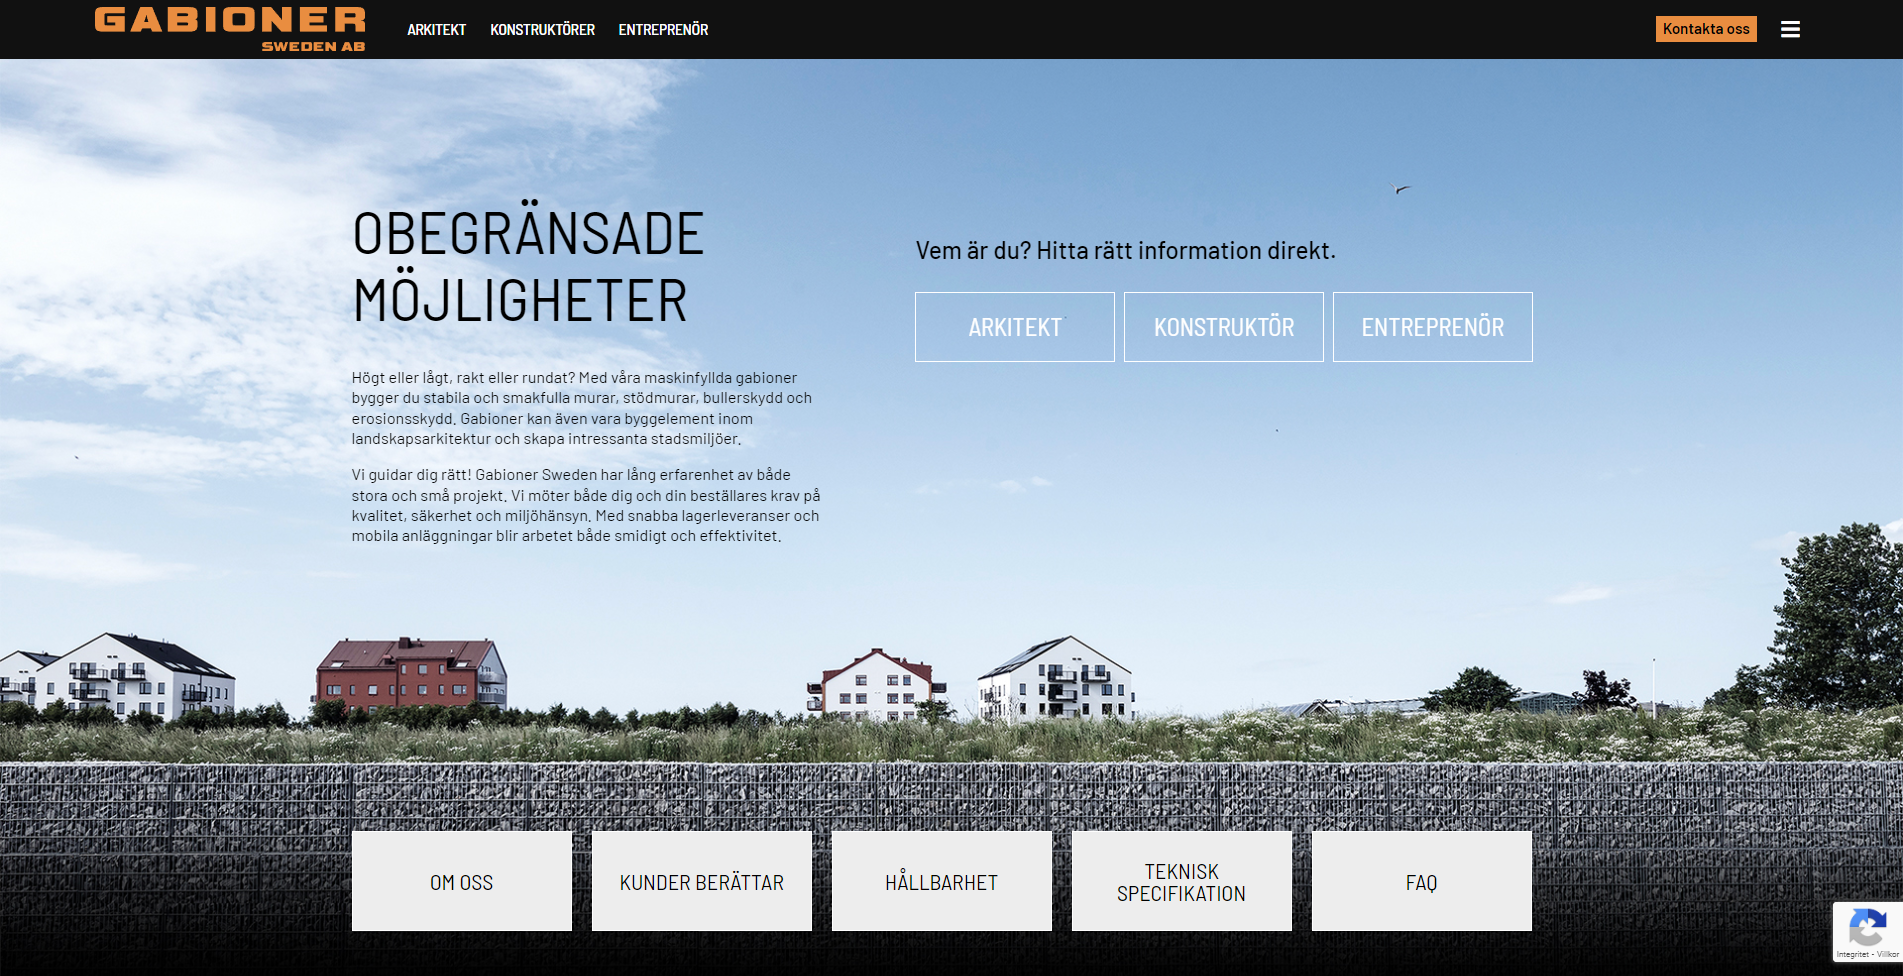 GABIONER
SWEDEN AB
ARKITEKT
KONSTRUKTÖRER
ENTREPRENÖR
Kontakta oss
OBEGRÄNSADE
MÖJLIGHETER
Högt eller lågt, rakt eller rundat? Med våra maskinfyllda gabioner
bygger du stabila och smakfulla murar, stödmurar, bullerskydd och
erosionsskydd. Gabioner kan även vara byggelement inom
landskapsarkitektur och skapa intressanta stadsmiljöer.
Vi guidar dig rätt! Gabioner Sweden har lång erfarenhet av både
stora och små projekt. Vi möter både dig och din beställares krav på
kvalitet, säkerhet och miljöhänsyn. Med snabba lagerleveranser och
mobila anläggningar blir arbetet både smidigt och effektivitet.
Vem är du? Hitta rätt information direkt.
ARKITEKT
KONSTRUKTÖR
ENTREPRENÖR
OM OSS
KUNDER BERÄTTAR
HÅLLBARHET
TEKNISK
SPECIFIKATION
FAQ
Integritet - Villkor